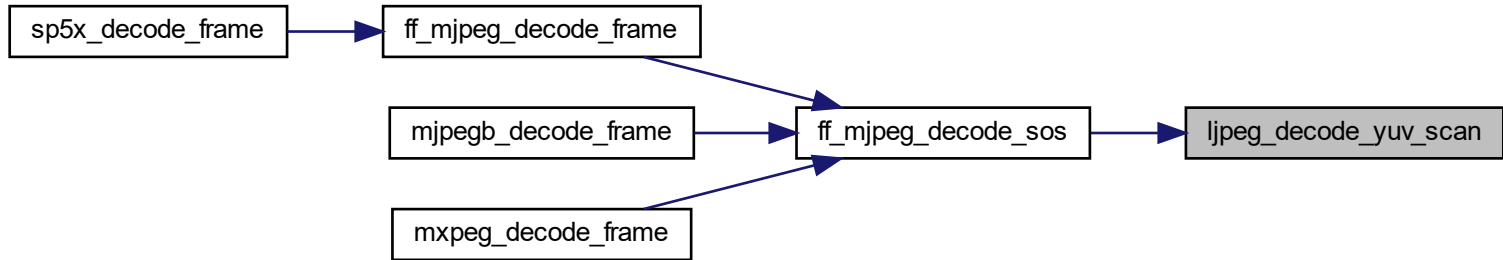 sp5x_decode_frame
ff_mjpeg_decode_frame
mjpegb_decode_frame
ff_mjpeg_decode_sos
ljpeg_decode_yuv_scan
mxpeg_decode_frame